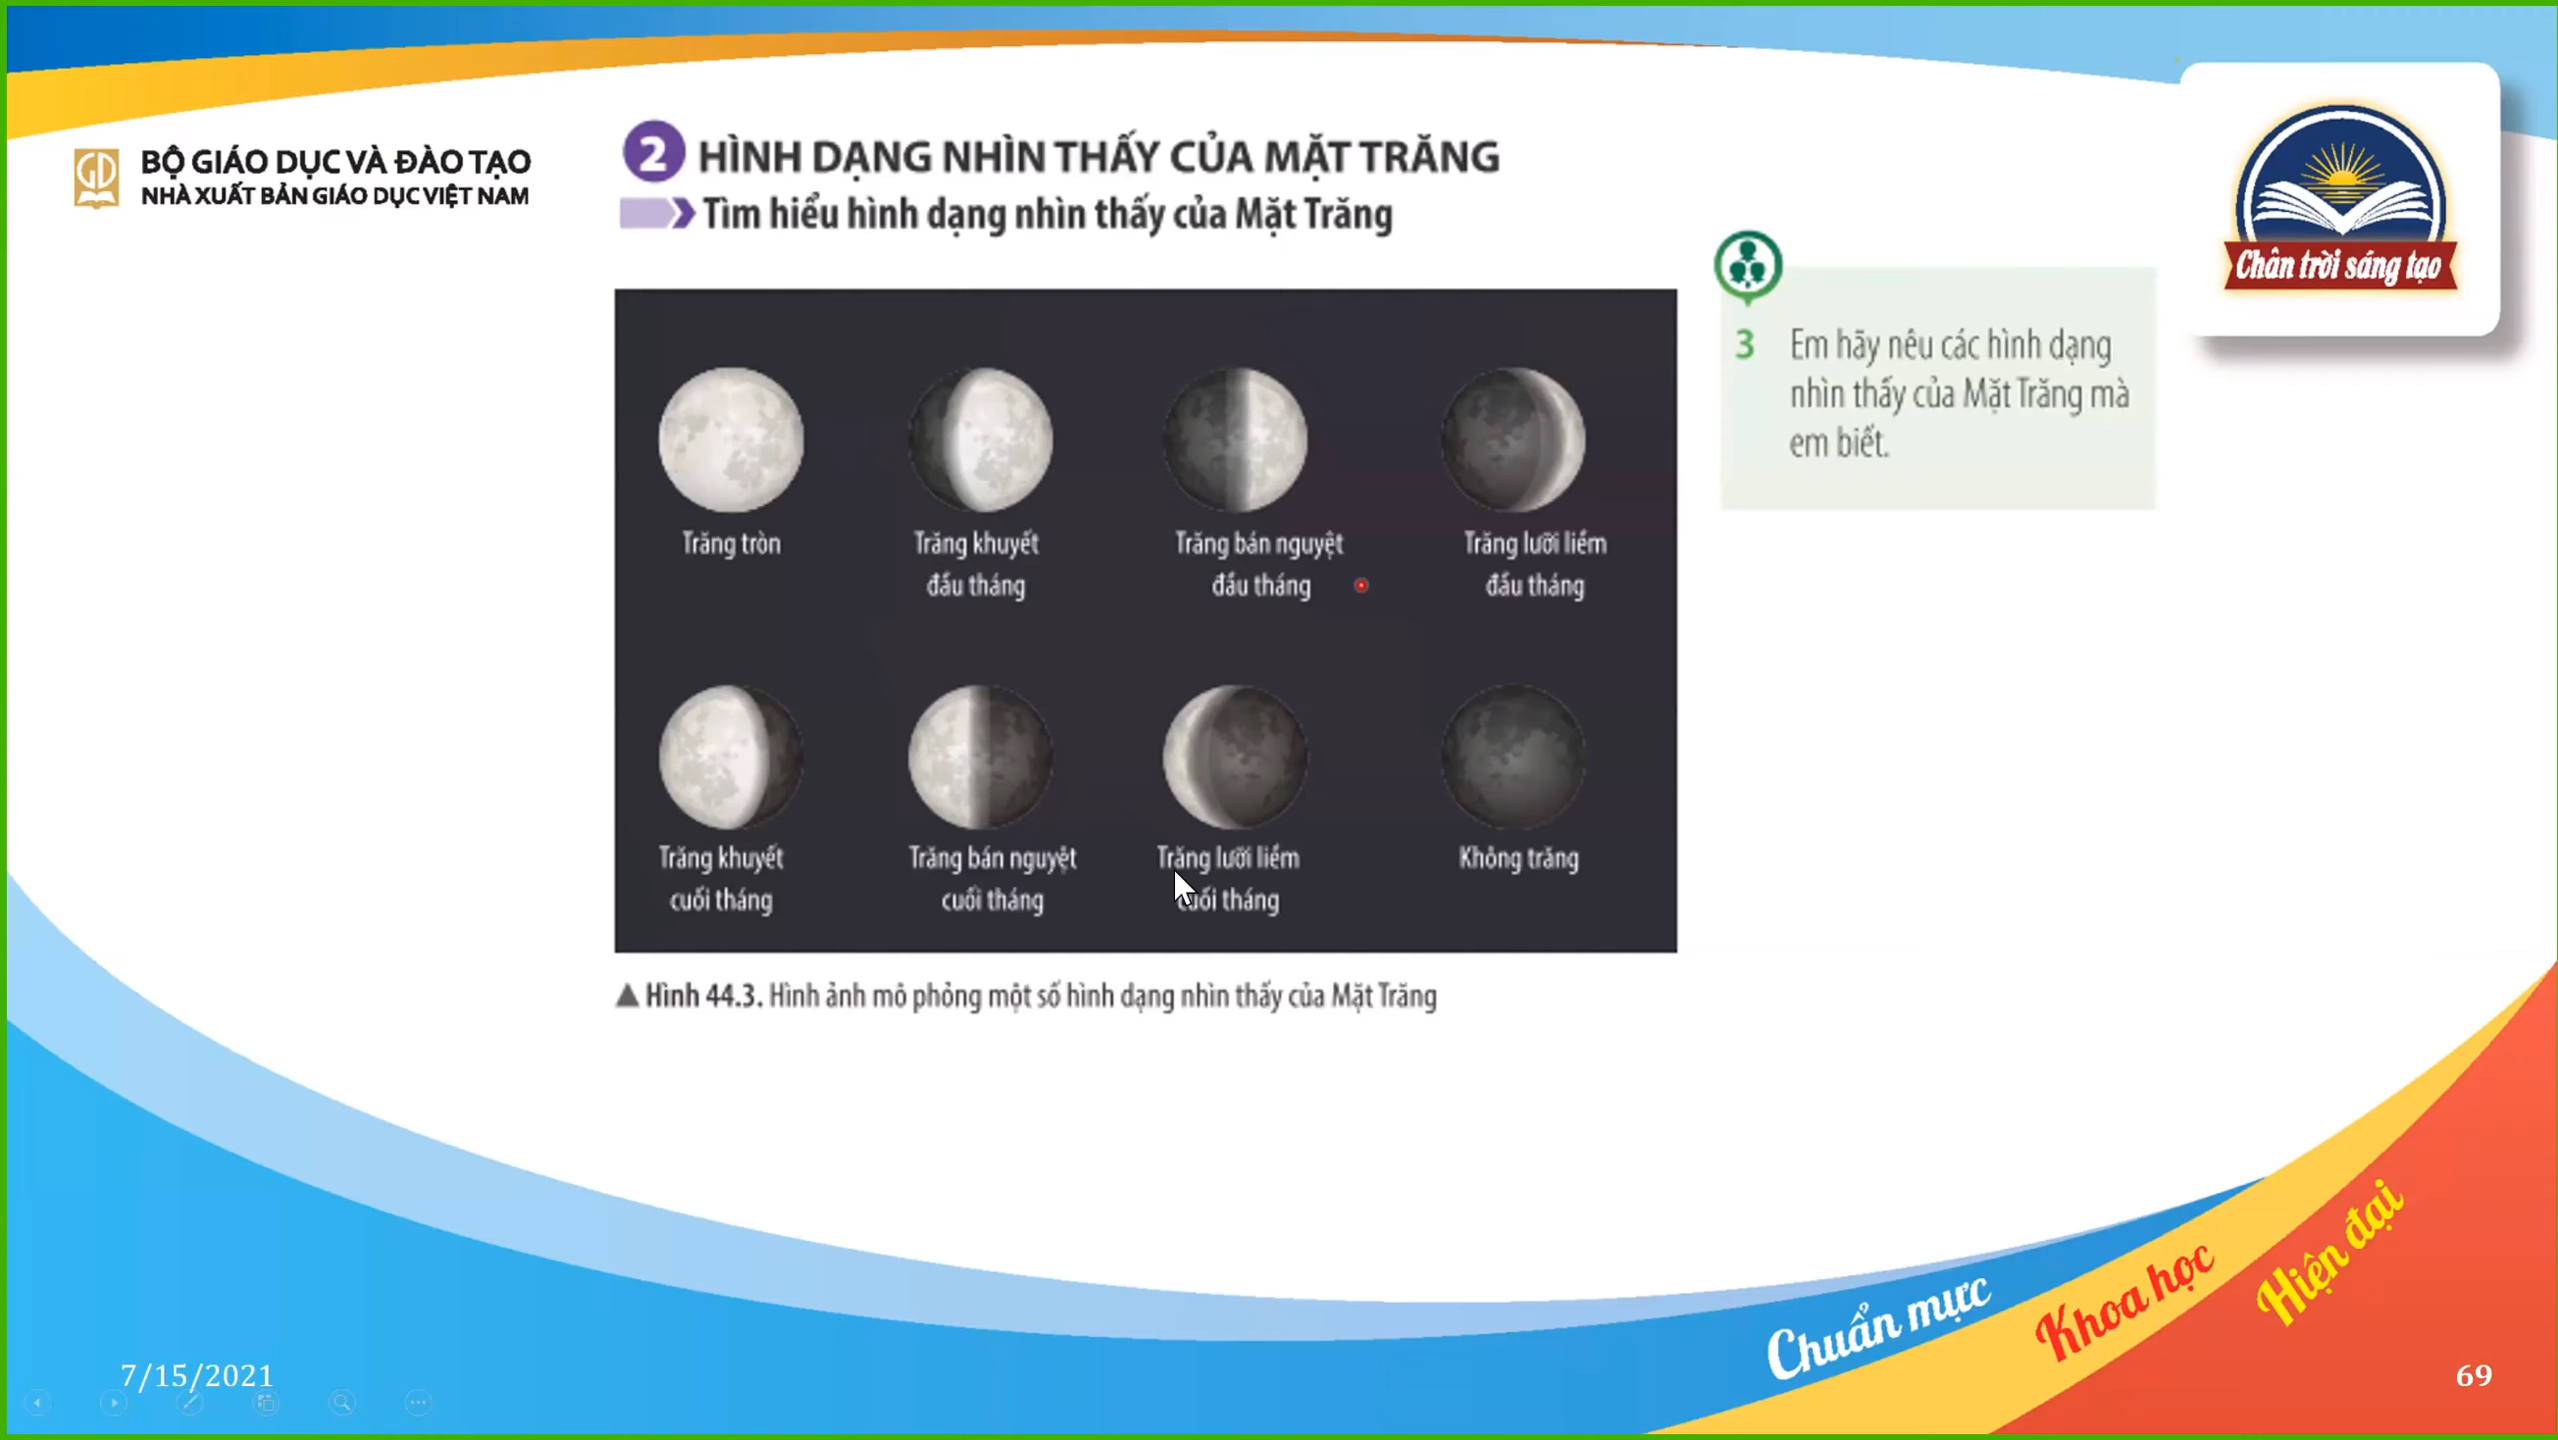 BỘ GIÁO DỤC VÀ ĐÀO TẠO
NHÀ XUẤT BẢN GIÁO DỤC VIỆT NAM
GD
2 HÌNH DẠNG NHÌN THẤY CỦA MẶT TRĂNG
Tìm hiểu hình dạng nhìn thấy của Mặt Trăng
Chân trời sáng tạo
3 Em hãy nêu các hình dạng
nhìn thấy của Mặt Trăng mà
em biết.
Trăng tròn
Trăng khuyết
đầu tháng
Trăng bán nguyệt
đầu tháng
Trăng lưỡi liềm
đầu tháng
Trăng khuyết
cuối tháng
Trăng bán nguyệt
cuối tháng
Trăng lưỡi liềm
cuối tháng
Không trăng
▲ Hình 44.3. Hình ảnh mô phỏng một số hình dạng nhìn thấy của Mặt Trăng
Chuẩn mực
Khoa học
Hiện đại
7/15/2021
69